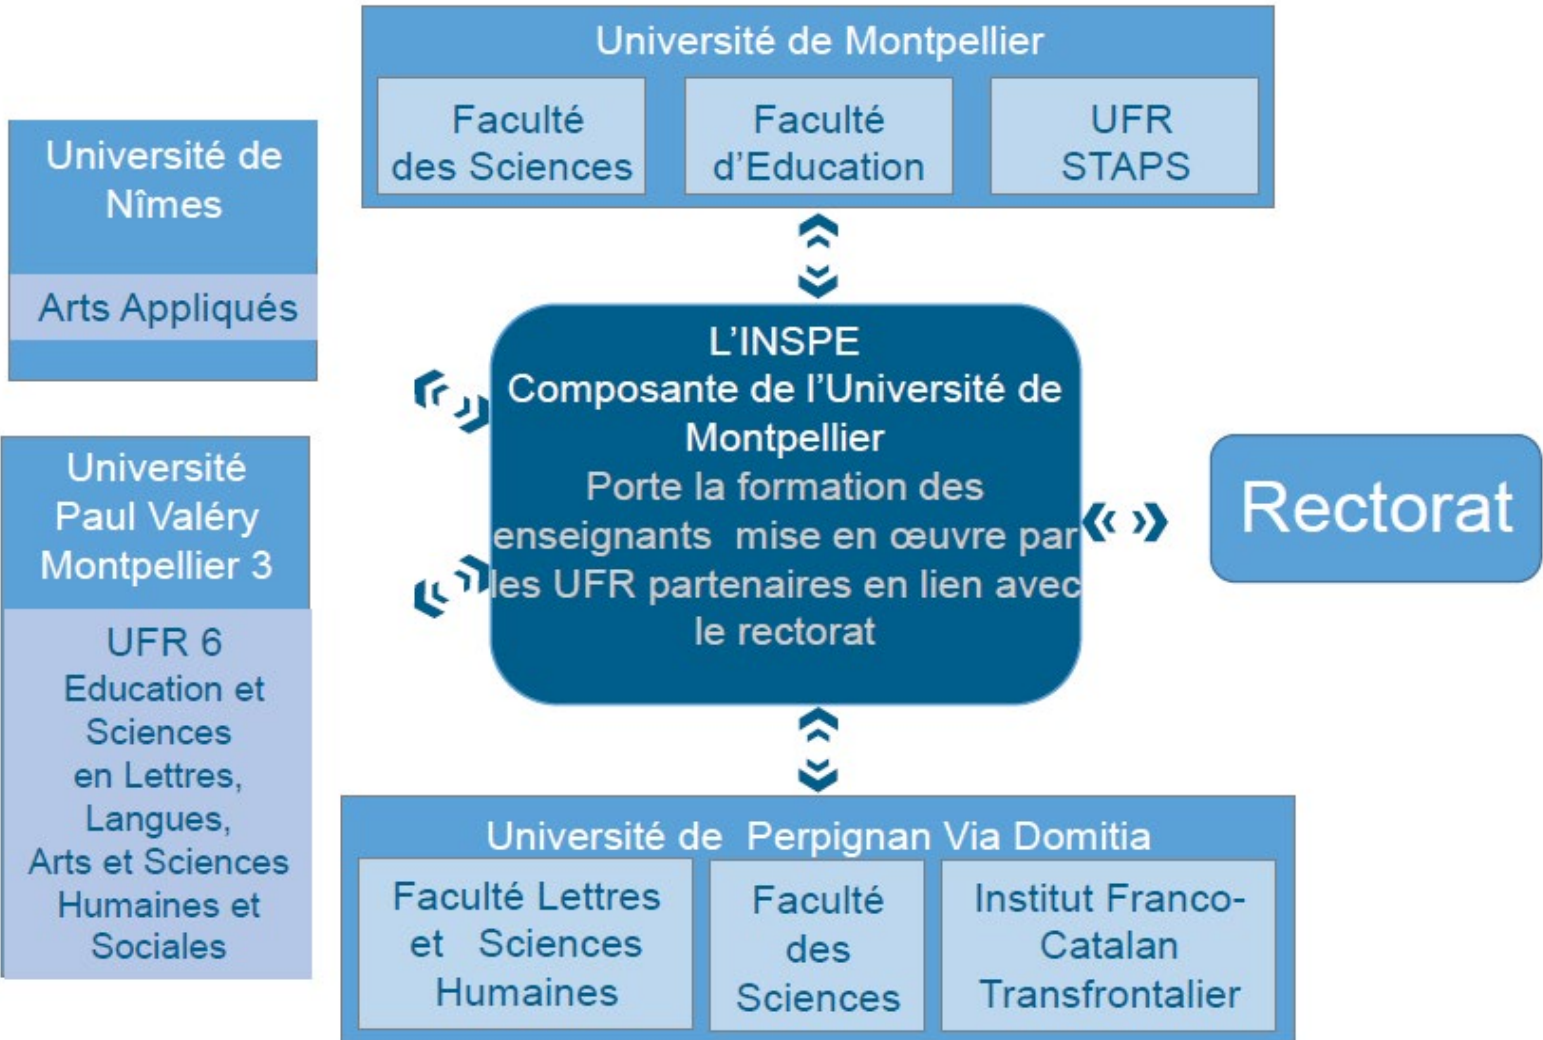 Université de Montpellier
Faculté
des Sciences
Faculté
d'Education
UFR
STAPS
Université de
Nîmes
Arts Appliqués
L'INSPE
Composante de l'Université de
Montpellier
Porte la formation des
enseignants mise en œuvre par
les UFR partenaires en lien avec
le rectorat
Rectorat
Université
Paul Valéry
Montpellier 3
UFR 6
Education et
Sciences
en Lettres,
Langues,
Arts et Sciences
Humaines et
Sociales
Université de Perpignan Via Domitia
Faculté Lettres
et Sciences
Humaines
Faculté
des
Sciences
Institut Franco-
Catalan
Transfrontalier